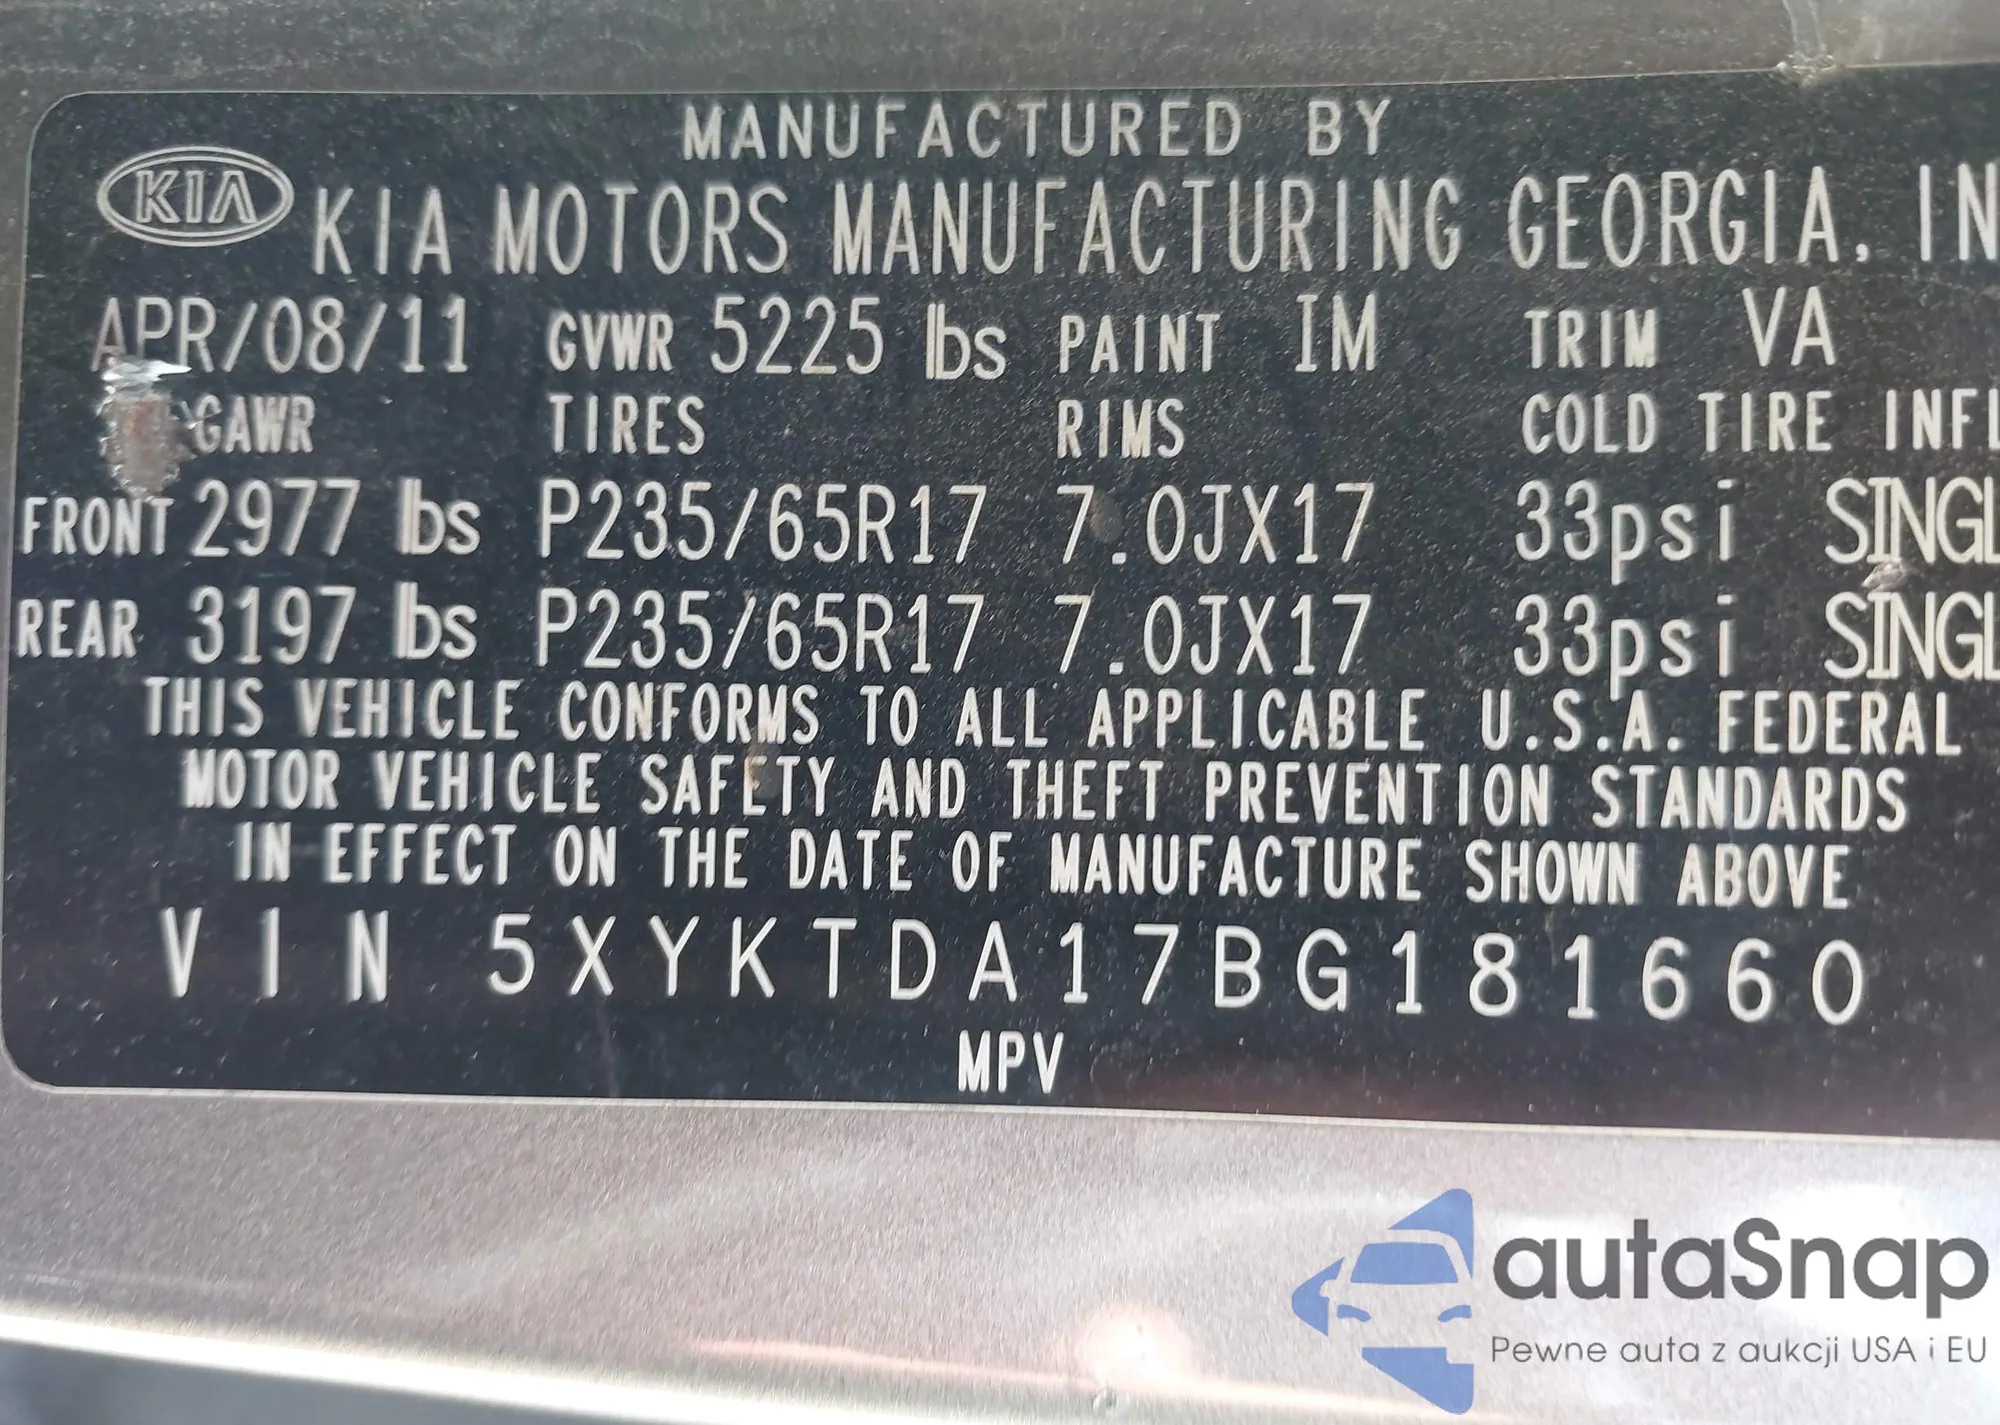 MANUFACTURED BY
KIA KIA MOTORS MANUFACTURING GEORGIA, IN
APR/08/11 GVWR 5225 lbs PAINT IM TRIM VA
GAWR TIRES RIMS COLD TIRE INFL
FRONT 2977 lbs P235/65R17 7.0JX17 33psi SINGL
REAR 3197 lbs P235/65R17 7.0JX17 33psi SINGL
THIS VEHICLE CONFORMS TO ALL APPLICABLE U.S.A. FEDERAL
MOTOR VEHICLE SAFETY AND THEFT PREVENTION STANDARDS
IN EFFECT ON THE DATE OF MANUFACTURE SHOWN ABOVE
VIN 5XYKTDA17BG181660
MPV
autaSnap
Pewne auta z aukcji USA i EU